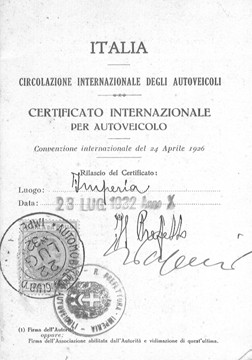 ITALIA
CIRCOLAZIONE INTERNAZIONALE DEGLI AUTOVEICOLI
CERTIFICATO INTERNAZIONALE
PER AUTOVEICOLO
Convenzione internazionale del 24 Aprile 1926
Rilascio del Certificato:
Luogo: Imperia
Data: 23 LUG 1932 Anno X
Il Prefetto
(1) Firma dell'Autorità
oppure:
Firma dell'Associazione abilitata dall'Autorità e vidimazione di quest'ultima.